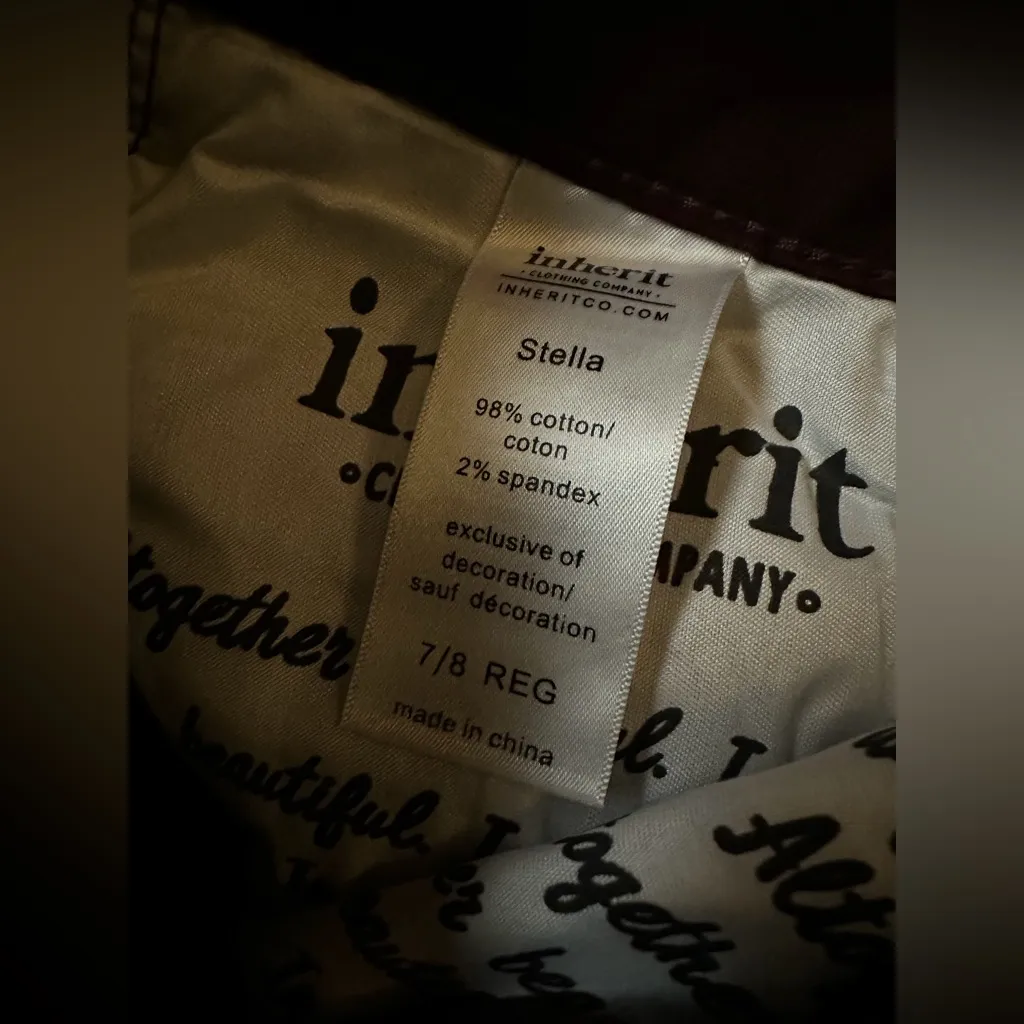 inherit
· CLOTHING COMPANY ·
INHERITCO.COM
Stella
98% cotton/
coton
2% spandex
exclusive of
decoration/
sauf décoration
7/8 REG
made in china
rit
together
beautiful. I
Alto